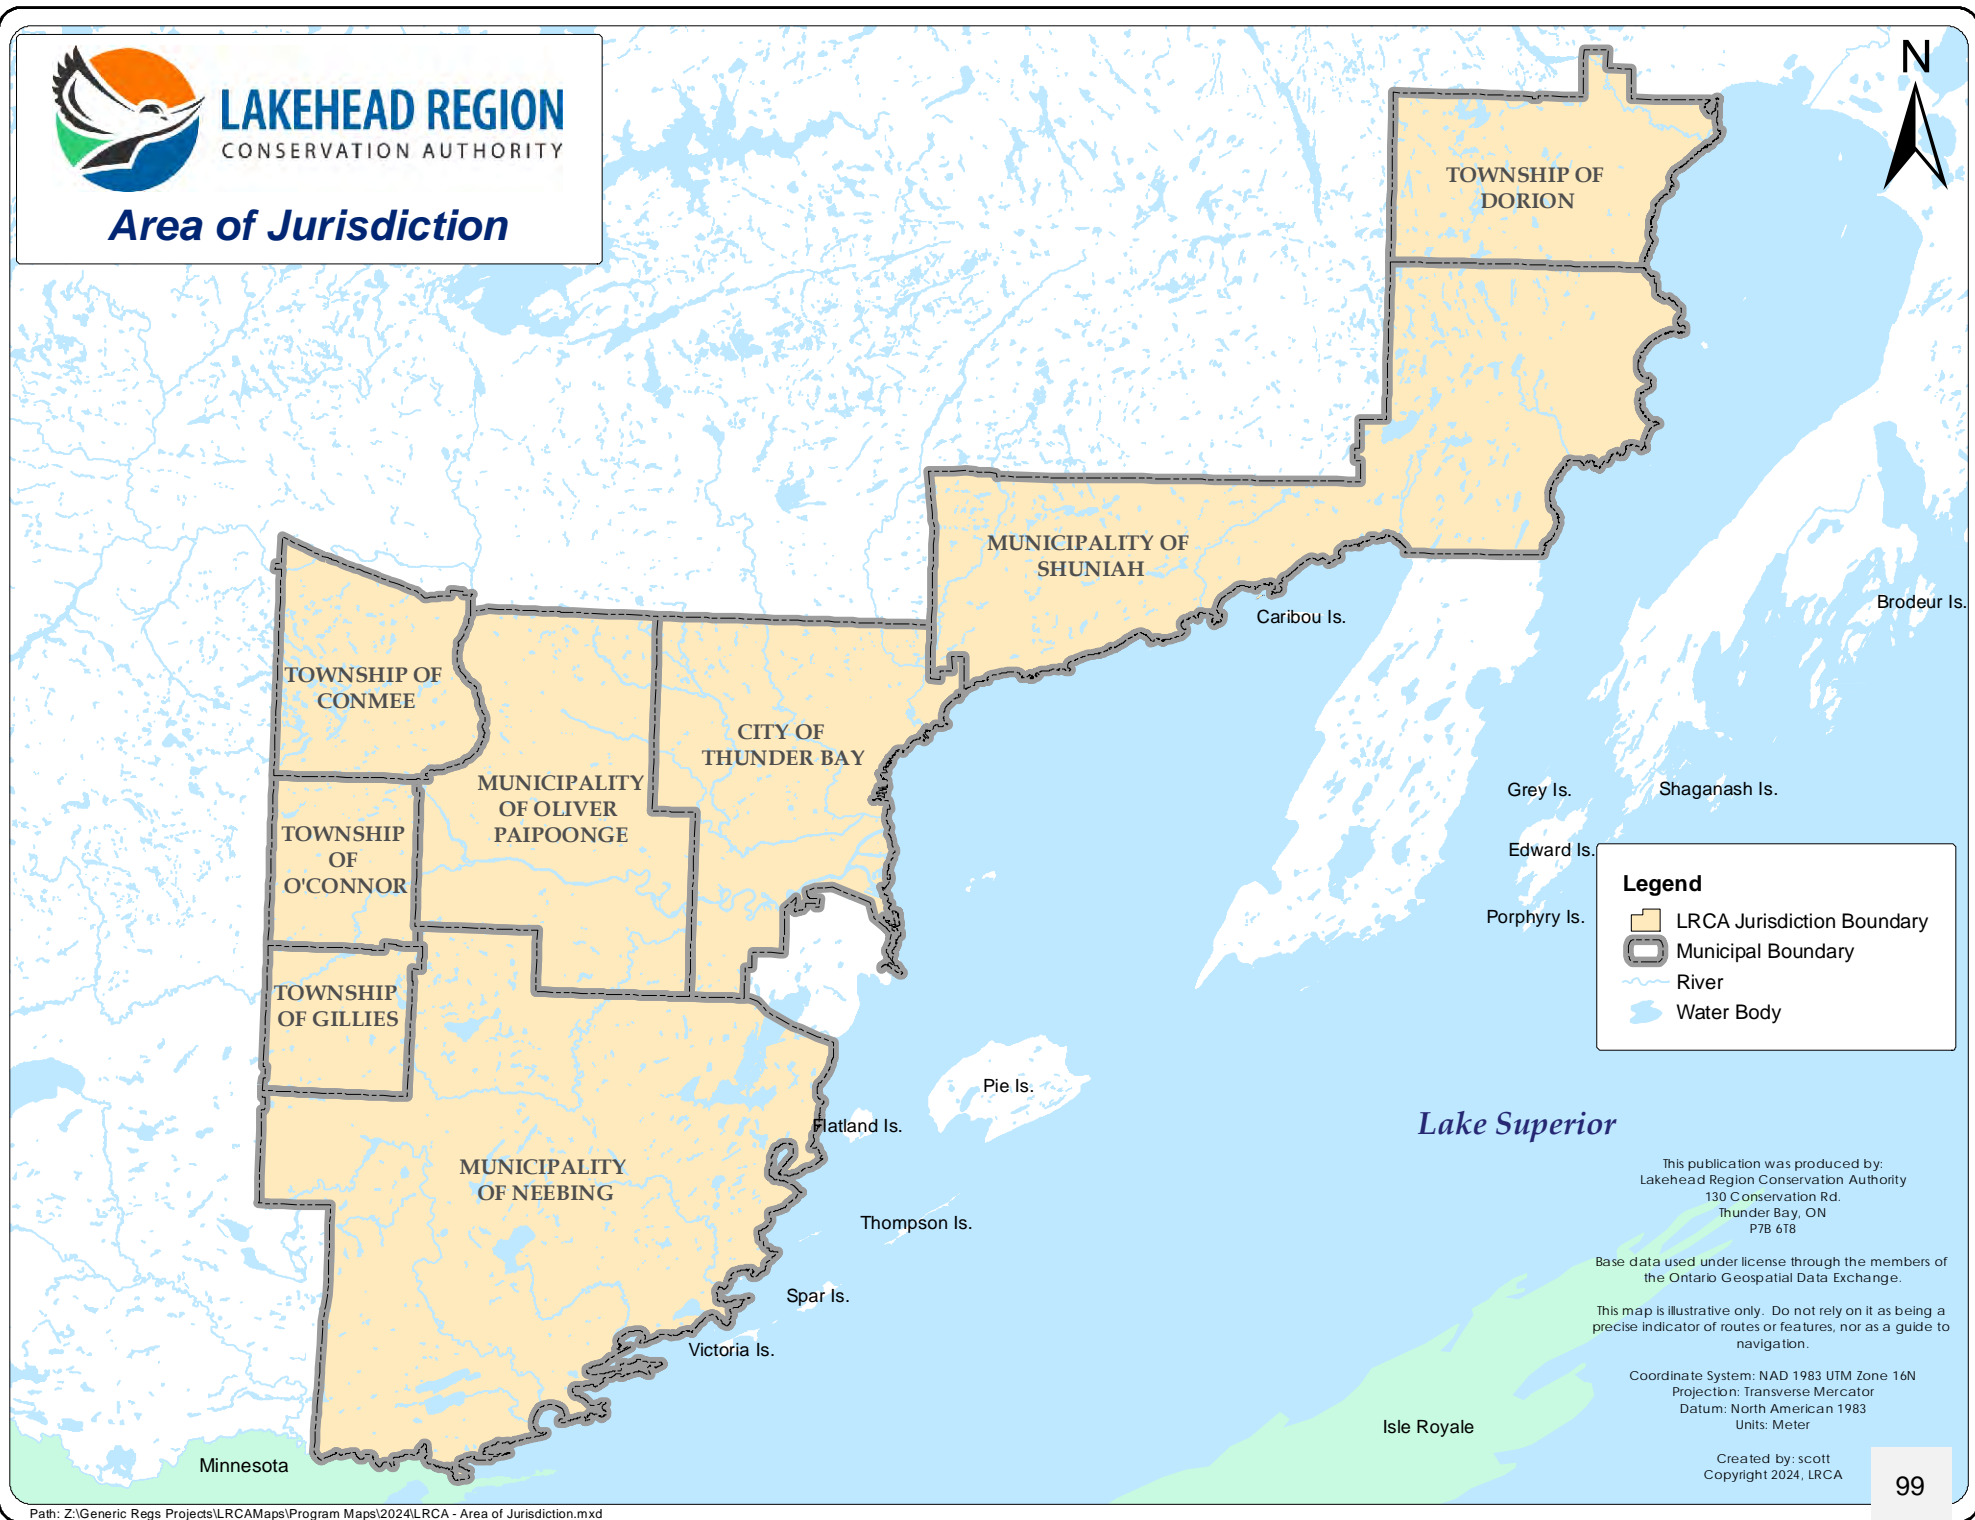 LAKEHEAD REGION
CONSERVATION AUTHORITY
Area of Jurisdiction
N
TOWNSHIP OF
DORION
MUNICIPALITY OF
SHUNIAH
Caribou Is.
Brodeur Is.
TOWNSHIP OF
CONMEE
CITY OF
THUNDER BAY
MUNICIPALITY
OF OLIVER
PAIPOONGE
TOWNSHIP
OF
O'CONNOR
Grey Is.
Shaganash Is.
Edward Is.
Porphyry Is.
TOWNSHIP
OF GILLIES
Pie Is.
Flatland Is.
MUNICIPALITY
OF NEEBING
Thompson Is.
Spar Is.
Victoria Is.
Lake Superior
Isle Royale
Minnesota
Legend
LRCA Jurisdiction Boundary
Municipal Boundary
River
Water Body
This publication was produced by:
Lakehead Region Conservation Authority
130 Conservation Rd.
Thunder Bay, ON
P7B 6T8
Base data used under license through the members of
the Ontario Geospatial Data Exchange.
This map is illustrative only. Do not rely on it as being a
precise indicator of routes or features, nor as a guide to
navigation.
Coordinate System: NAD 1983 UTM Zone 16N
Projection: Transverse Mercator
Datum: North American 1983
Units: Meter
Created by: scott
Copyright 2024, LRCA
99
Path: Z:\Generic Regs Projects\LRCAMaps\Program Maps\2024\LRCA - Area of Jurisdiction.mxd